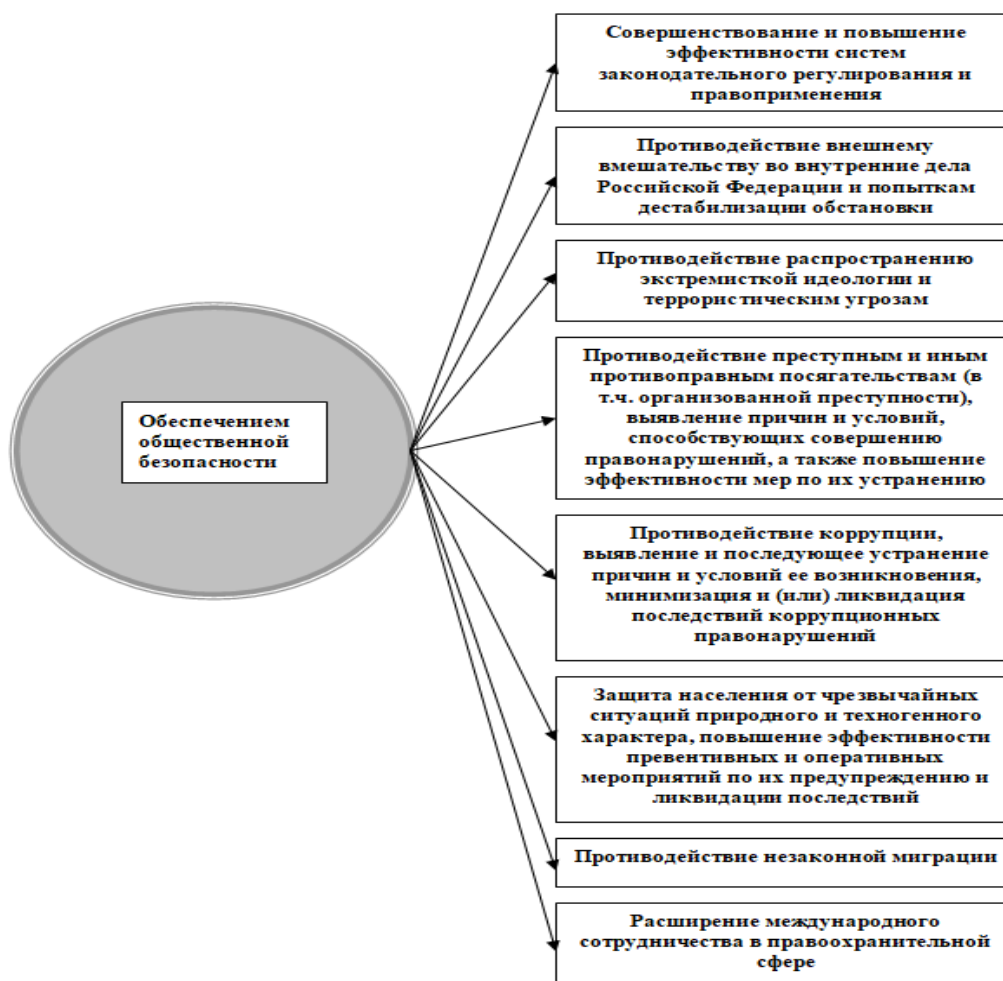 Совершенствование и повышение
эффективности систем
законодательного регулирования и
правоприменения
Противодействие внешнему
вмешательству во внутренние дела
Российской Федерации и попыткам
дестабилизации обстановки
Противодействие распространению
экстремисткой идеологии и
террористическим угрозам
Противодействие преступным и иным
противоправным посягательствам (в
т.ч. организованной преступности),
выявление причин и условий,
способствующих совершению
правонарушений, а также повышение
эффективности мер по их устранению
Обеспечением
общественной
безопасности
Противодействие коррупции,
выявление и последующее устранение
причин и условий ее возникновения,
минимизация и (или) ликвидация
последствий коррупционных
правонарушений
Защита населения от чрезвычайных
ситуаций природного и техногенного
характера, повышение эффективности
превентивных и оперативных
мероприятий по их предупреждению и
ликвидации последствий
Противодействие незаконной миграции
Расширение международного
сотрудничества в правоохранительной
сфере